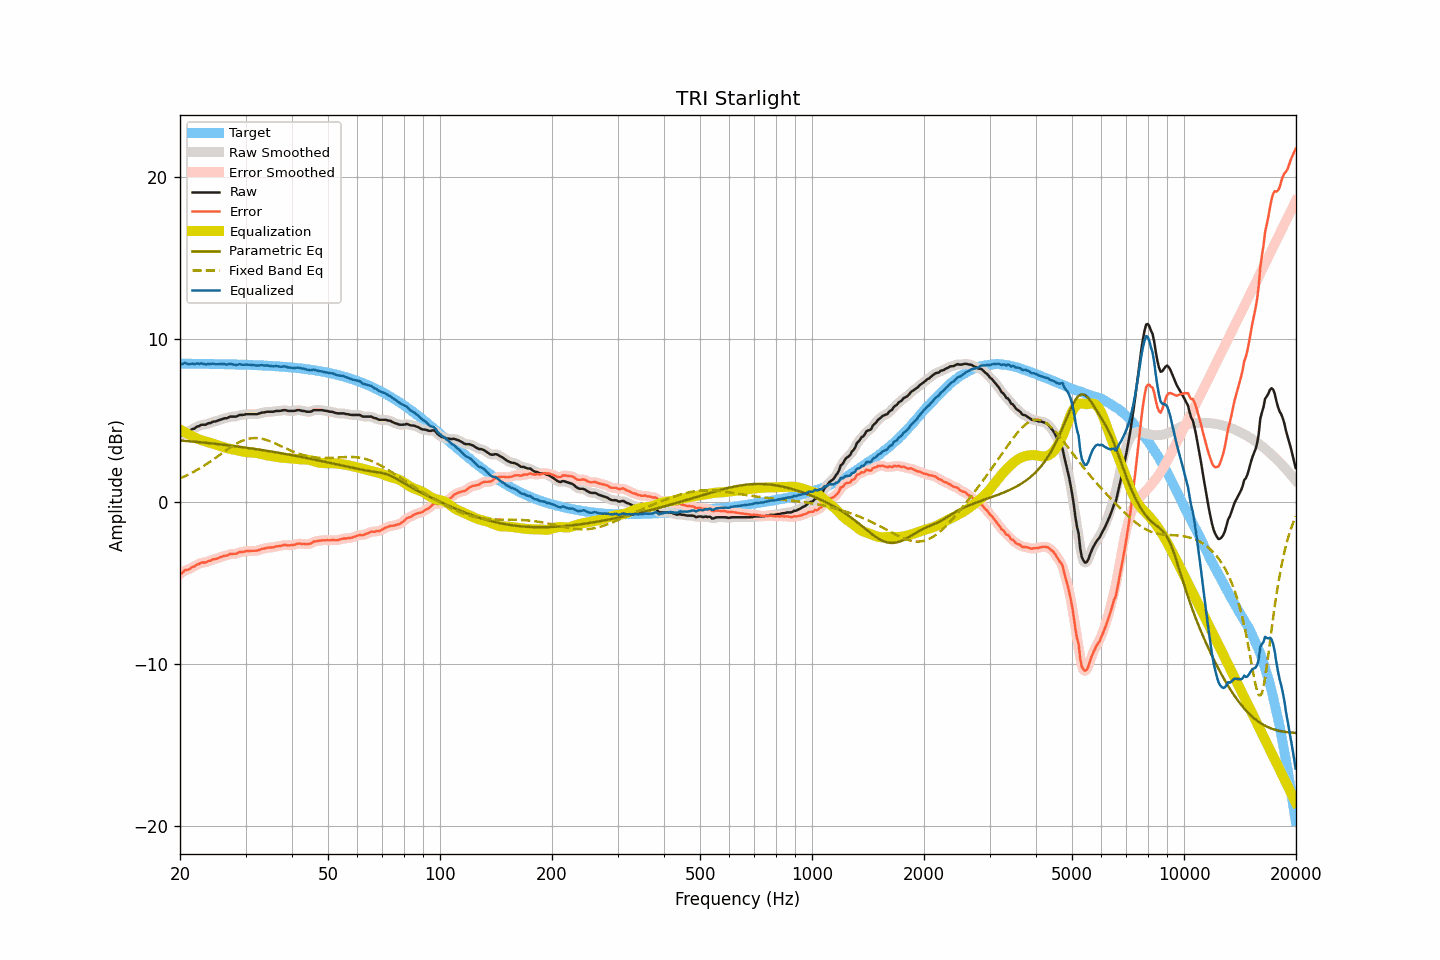 TRI Starlight
Target
Raw Smoothed
Error Smoothed
Raw
Error
Equalization
Parametric Eq
Fixed Band Eq
Equalized
20
10
0
−10
−20
Amplitude (dBr)
20 50 100 200 500 1000 2000 5000 10000 20000
Frequency (Hz)